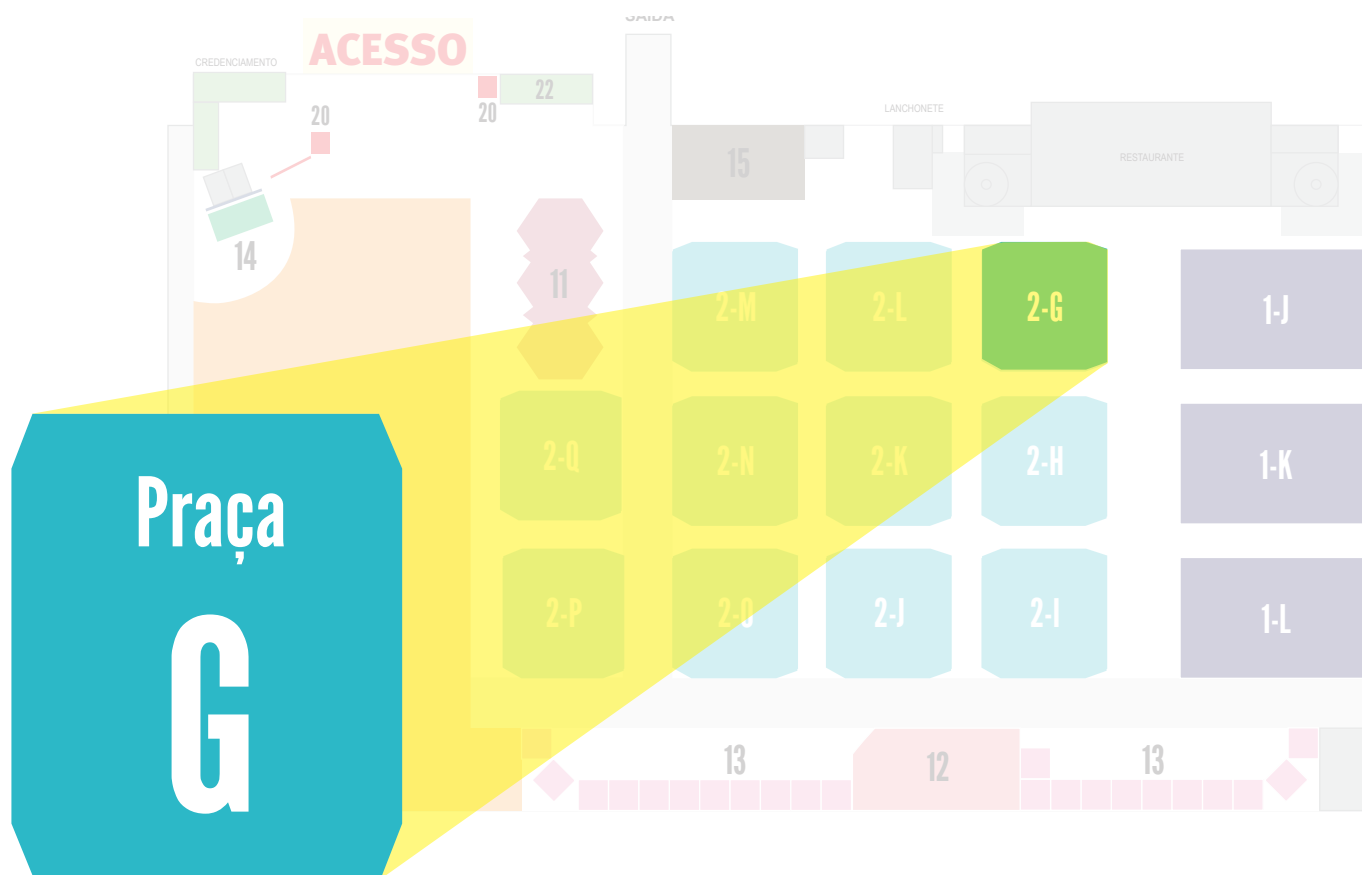 SAÍDA
ACESSO
CREDENCIAMENTO
22
20
20
LANCHONETE
15
RESTAURANTE
14
11
2-M
2-L
2-G
1-J
2-Q
2-N
2-K
2-H
1-K
Praça
G
2-P
2-O
2-J
2-I
1-L
13
12
13